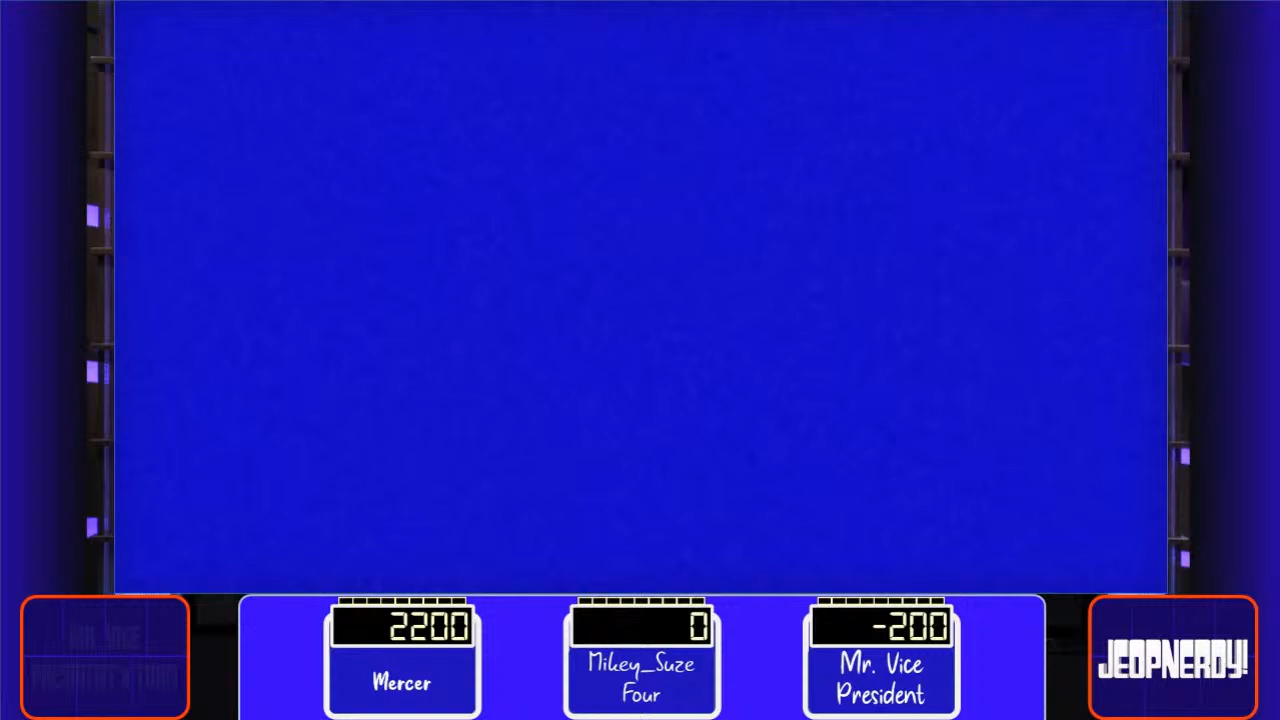 2200
0
-200
Mercer
Mikey_Suze
Four
Mr. Vice
President
JEOPNERDY!